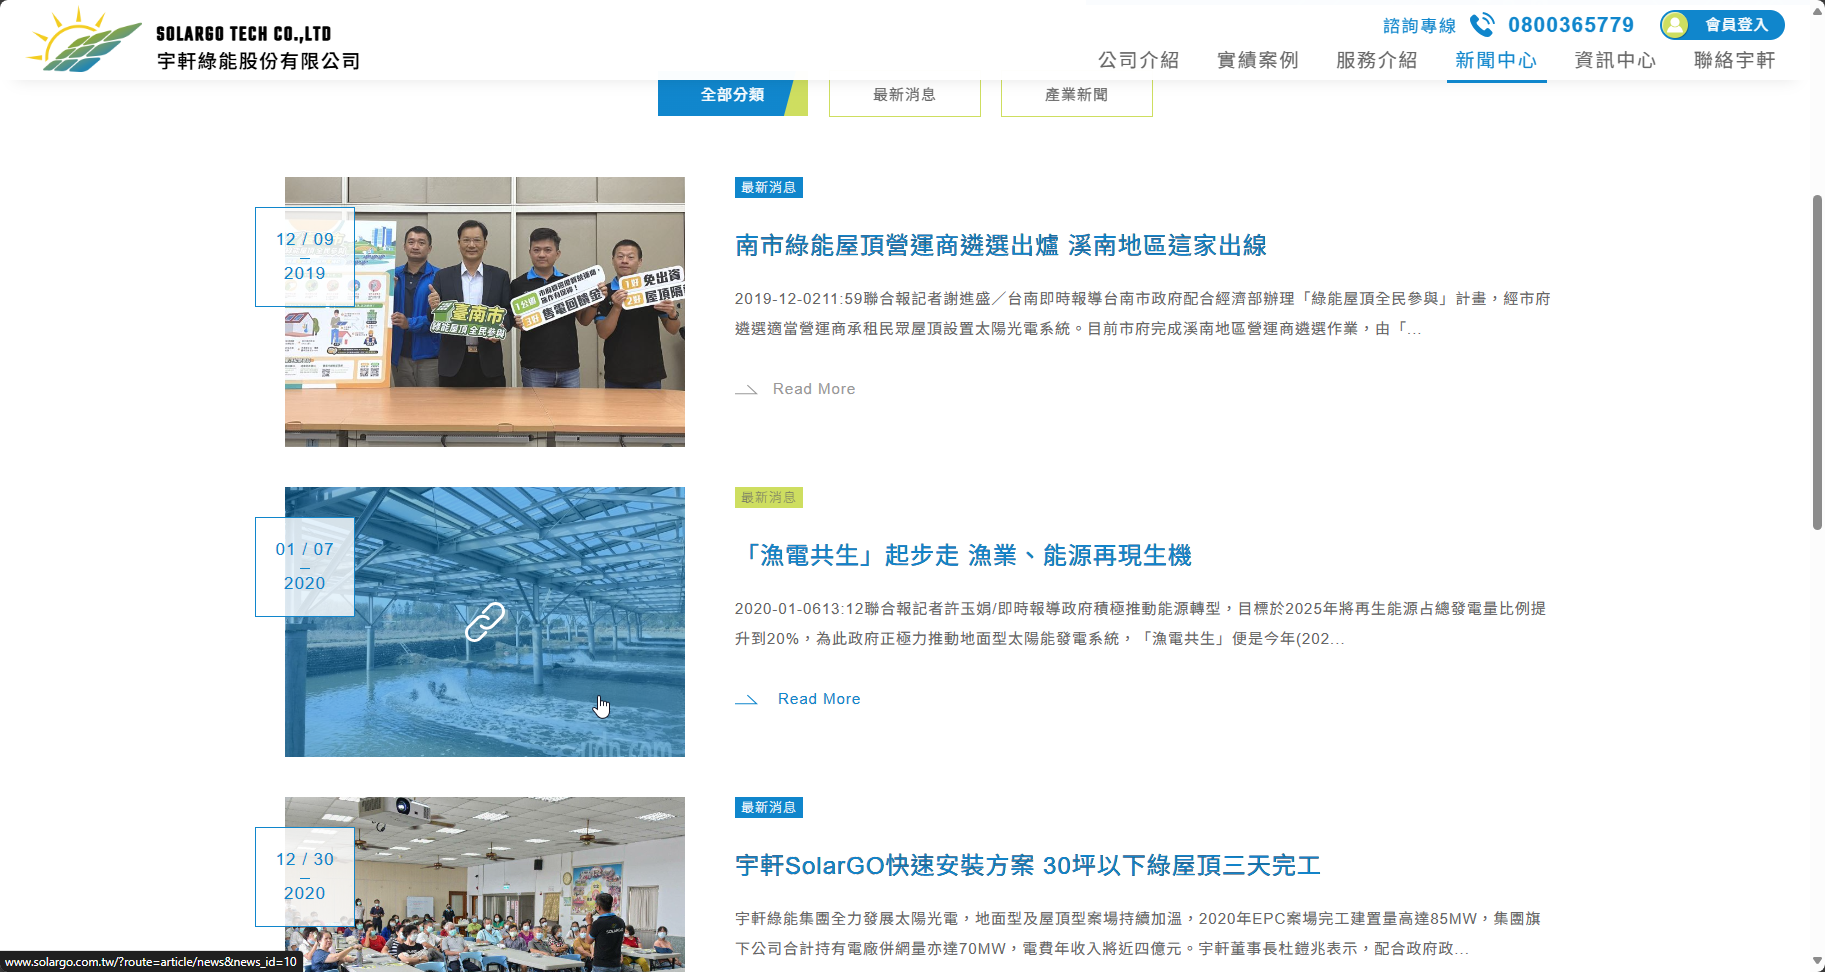 SOLARGO TECH CO.,LTD
宇軒綠能股份有限公司
諮詢專線 0800365779 會員登入
公司介紹 實績案例 服務介紹 新聞中心 資訊中心 聯絡宇軒
全部分類 最新消息 產業新聞
12 / 09
2019
臺南市
綠能屋頂 全民參與
售電回饋金
免出資
最新消息
南市綠能屋頂營運商遴選出爐 溪南地區這家出線
2019-12-0211:59聯合報記者謝進盛／台南即時報導台南市政府配合經濟部辦理「綠能屋頂全民參與」計畫，經市府
遴選適當營運商承租民眾屋頂設置太陽光電系統。目前市府完成溪南地區營運商遴選作業，由「...
Read More
01 / 07
2020
最新消息
「漁電共生」起步走 漁業、能源再現生機
2020-01-0613:12聯合報記者許玉娟/即時報導政府積極推動能源轉型，目標於2025年將再生能源占總發電量比例提
升到20%，為此政府正極力推動地面型太陽能發電系統，「漁電共生」便是今年(202...
Read More
12 / 30
2020
最新消息
宇軒SolarGO快速安裝方案 30坪以下綠屋頂三天完工
宇軒綠能集團全力發展太陽光電，地面型及屋頂型案場持續加溫，2020年EPC案場完工建置量高達85MW，集團旗
下公司合計持有電廠併網量亦達70MW，電費年收入將近四億元。宇軒董事長杜鎧兆表示，配合政府政...
www.solargo.com.tw/?route=article/news&news_id=10